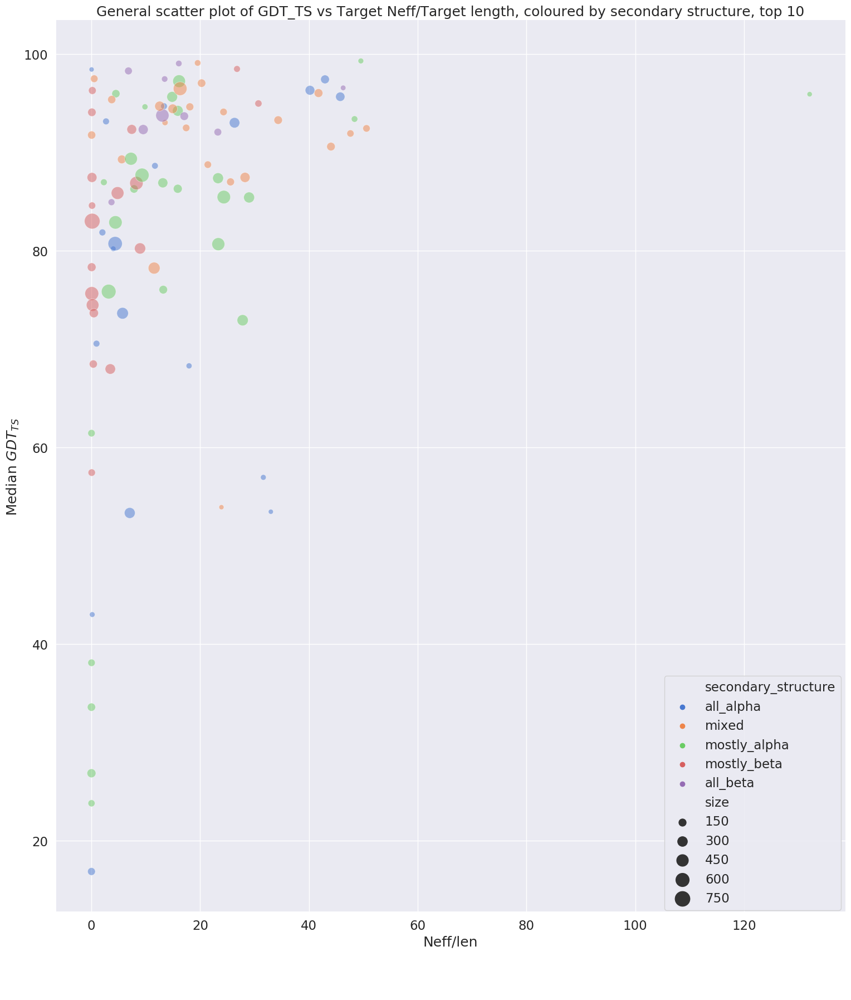 General scatter plot of GDT_TS vs Target Neff/Target length, coloured by secondary structure, top 10
100
80
60
40
20
Median GDT_TS
0 20 40 60 80 100 120
Neff/len
secondary_structure
all_alpha
mixed
mostly_alpha
mostly_beta
all_beta
size
150
300
450
600
750